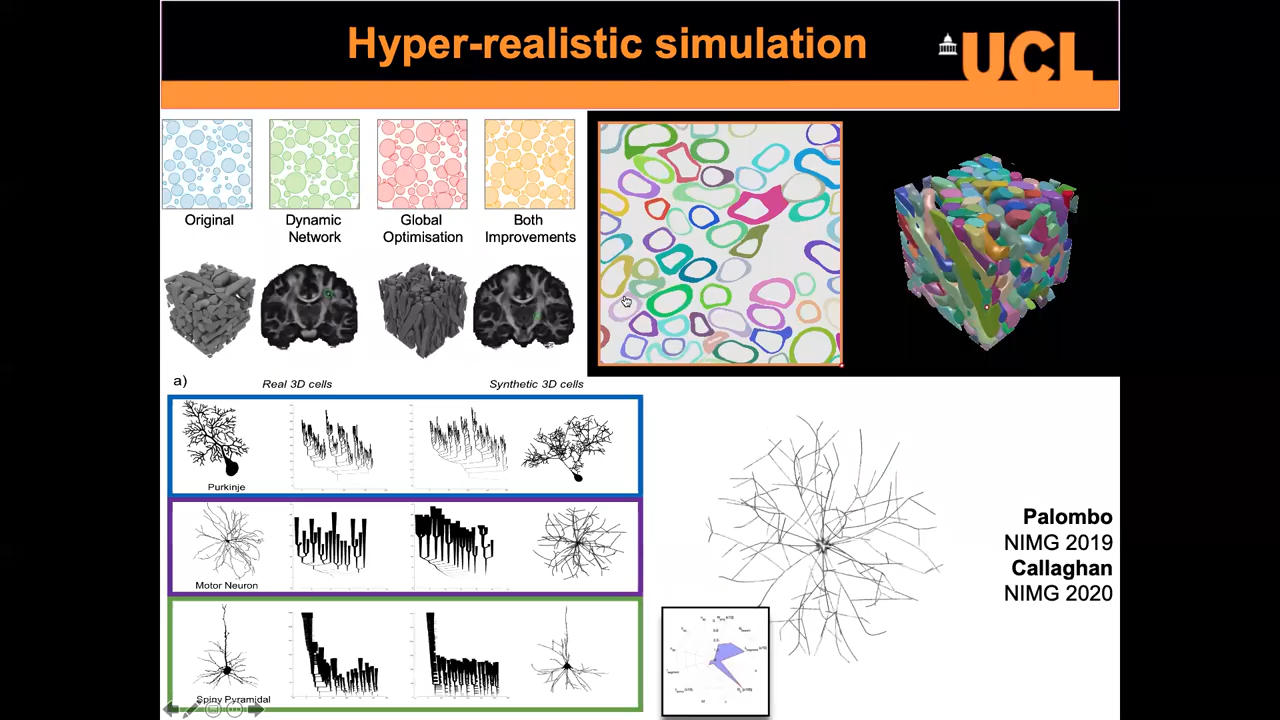 Hyper-realistic simulation
UCL
Original
Dynamic
Network
Global
Optimisation
Both
Improvements
a)
Real 3D cells
Synthetic 3D cells
Purkinje
Motor Neuron
Spiny Pyramidal
Palombo
NIMG 2019
Callaghan
NIMG 2020